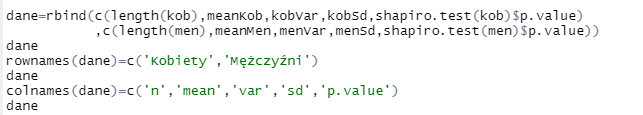 dane=rbind(c(length(kob),meanKob,kobVar,kobSd,shapiro.test(kob)$p.value)
,c(length(men),meanMen,menVar,menSd,shapiro.test(men)$p.value))
dane
rownames(dane)=c('Kobiety','Mężczyźni')
dane
colnames(dane)=c('n','mean','var','sd','p.value')
dane